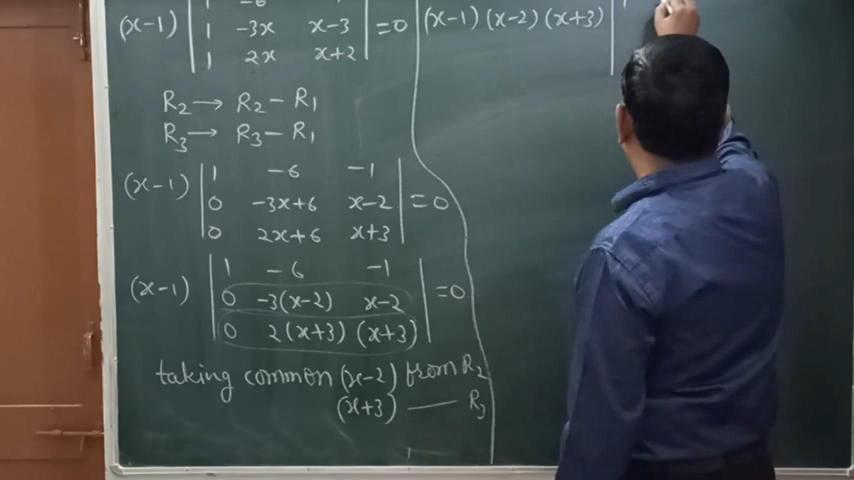 1 -6
(x-1) | 1 -3x x-3 | =0
1 2x x+2
R₂ → R₂ - R₁
R₃ → R₃ - R₁
1 -6 -1
(x-1) | 0 -3x+6 x-2 | =0
0 2x+6 x+3
1 -6 -1
(x-1) | 0 -3(x-2) x-2 | =0
0 2(x+3) (x+3)
taking common (x-2) from R₂
(x+3) —— R₃
(x-1) (x-2) (x+3) |